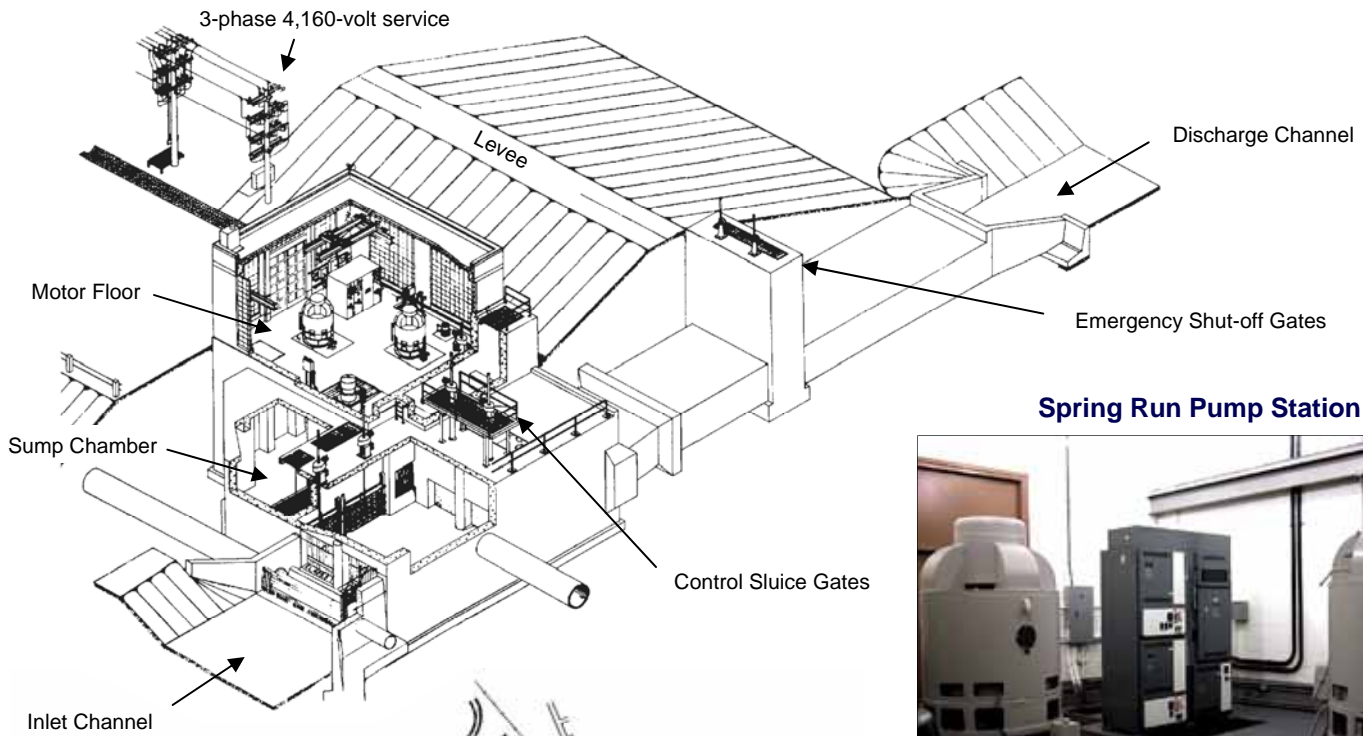 3-phase 4,160-volt service
Levee
Discharge Channel
Motor Floor
Emergency Shut-off Gates
Spring Run Pump Station
Sump Chamber
Control Sluice Gates
Inlet Channel